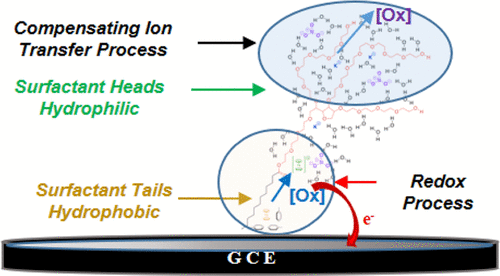 Compensating Ion
Transfer Process
[Ox]
Surfactant Heads
Hydrophilic
Surfactant Tails
Hydrophobic
[Ox]
Redox
Process
e-
GCE